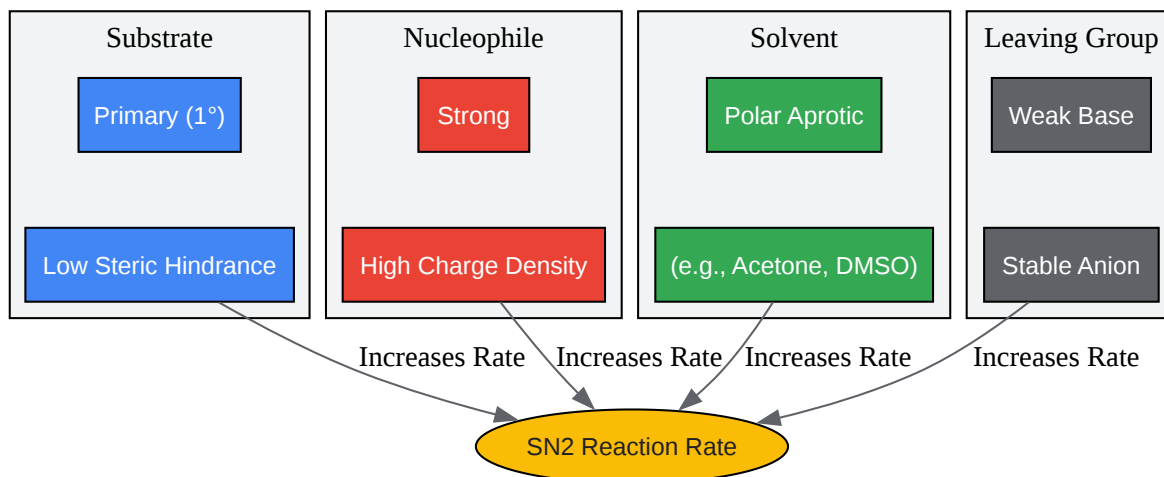 Substrate
Nucleophile
Solvent
Leaving Group
Primary (1°)
Strong
Polar Aprotic
Weak Base
Low Steric Hindrance
High Charge Density
(e.g., Acetone, DMSO)
Stable Anion
Increases Rate
Increases Rate
Increases Rate
Increases Rate
SN2 Reaction Rate